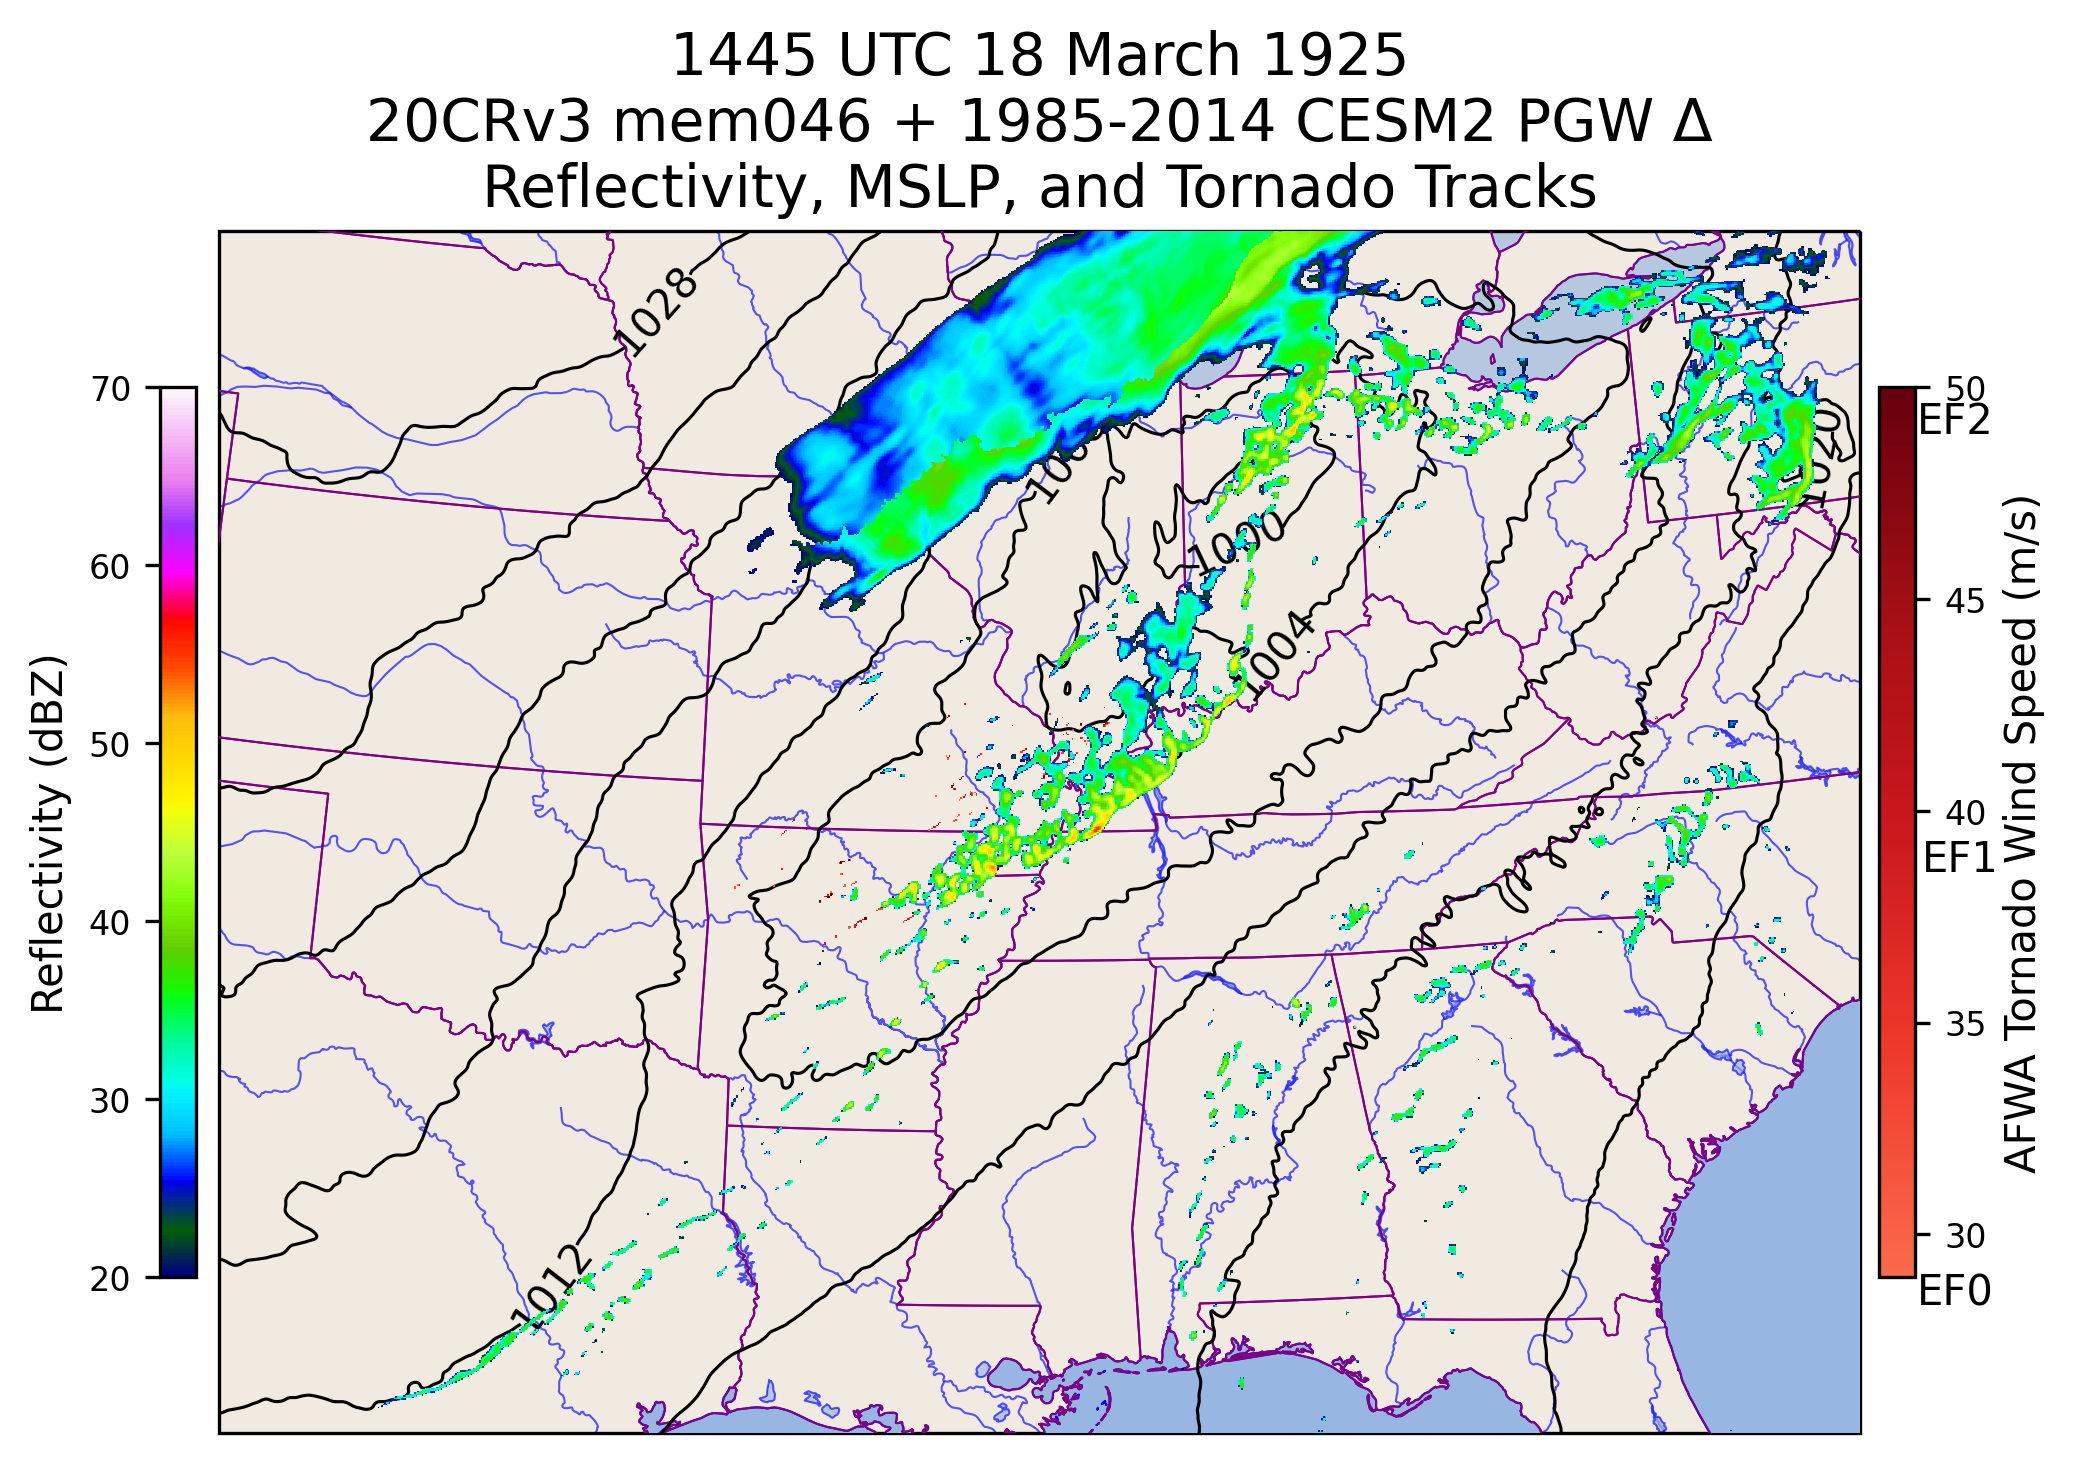 1445 UTC 18 March 1925
20CRv3 mem046 + 1985-2014 CESM2 PGW Δ
Reflectivity, MSLP, and Tornado Tracks
Reflectivity (dBZ)
70
60
50
40
30
20
1028
1020
1000
1004
1012
50
EF2
45
40
EF1
35
30
EF0
AFWA Tornado Wind Speed (m/s)